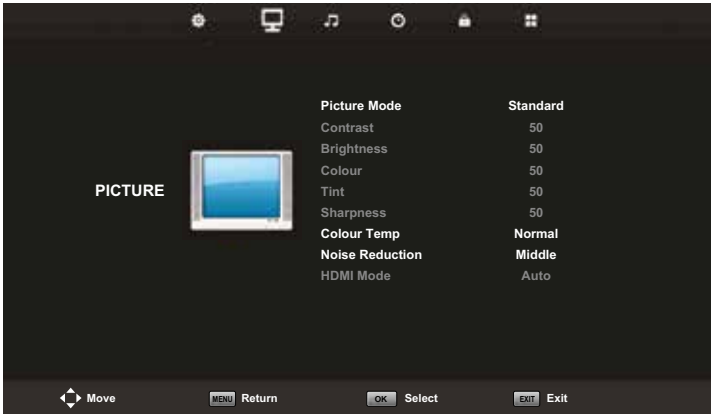 Picture Mode Standard
Contrast 50
Brightness 50
Colour 50
PICTURE
Tint 50
Sharpness 50
Colour Temp Normal
Noise Reduction Middle
HDMI Mode Auto
Move MENU Return OK Select EXIT Exit